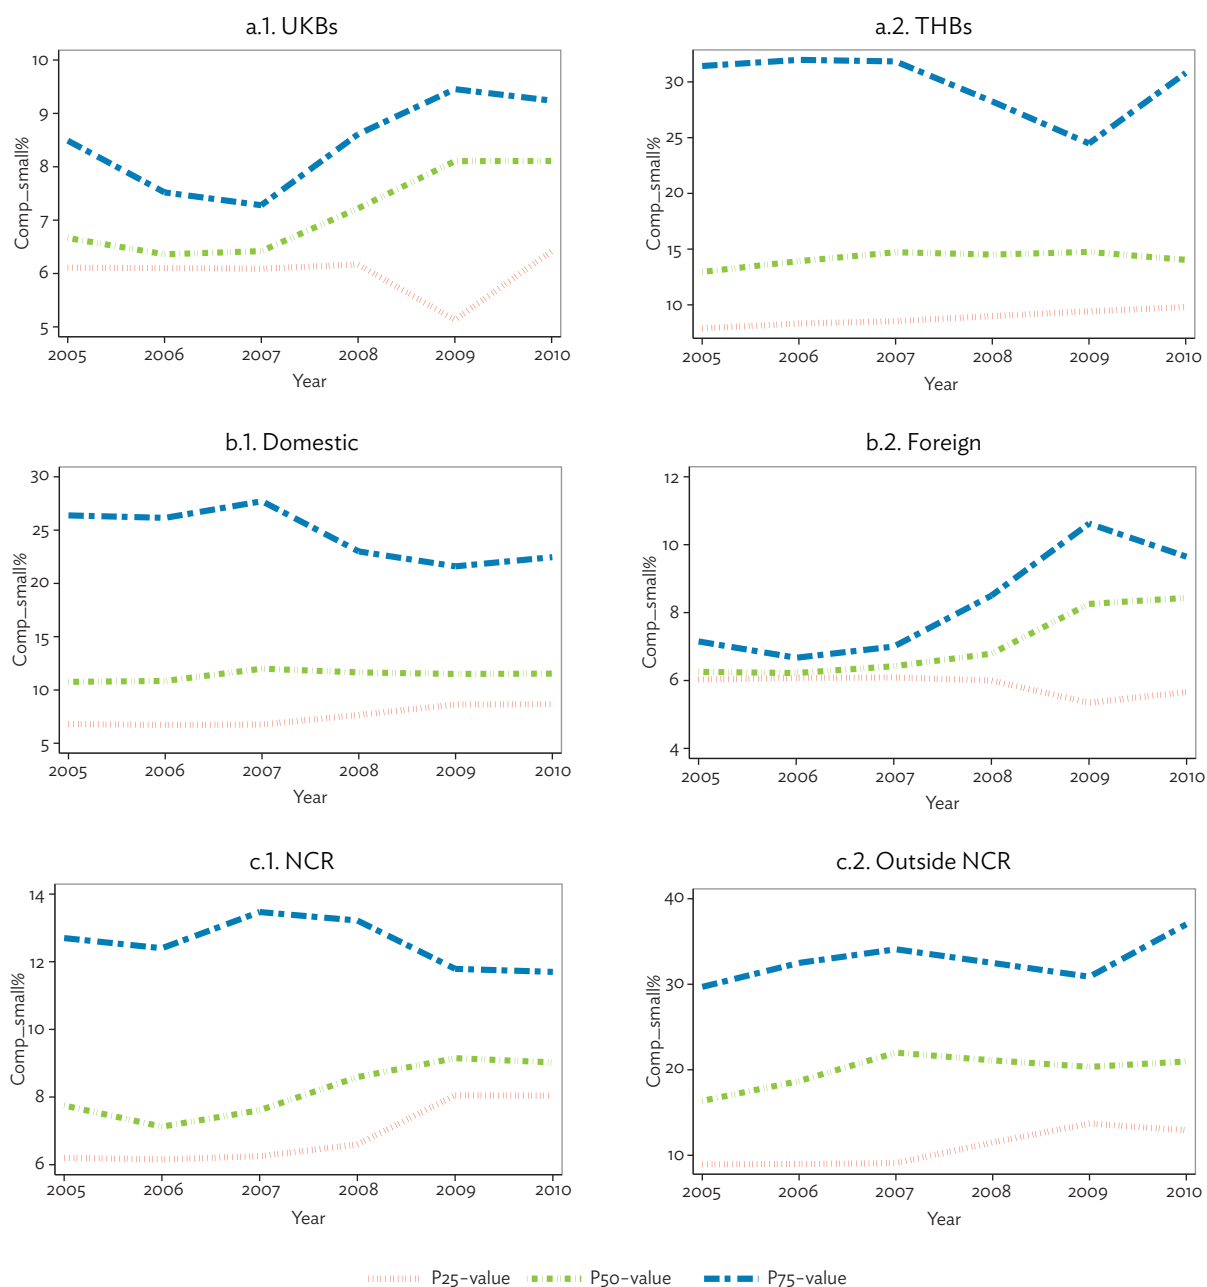 a.1. UKBs
Comp_small%
10
9
8
7
6
5
2005 2006 2007 2008 2009 2010
Year
a.2. THBs
Comp_small%
30
25
20
15
10
2005 2006 2007 2008 2009 2010
Year
b.1. Domestic
Comp_small%
30
25
20
15
10
5
2005 2006 2007 2008 2009 2010
Year
b.2. Foreign
Comp_small%
12
10
8
6
4
2005 2006 2007 2008 2009 2010
Year
c.1. NCR
Comp_small%
14
12
10
8
6
2005 2006 2007 2008 2009 2010
Year
c.2. Outside NCR
Comp_small%
40
30
20
10
2005 2006 2007 2008 2009 2010
Year
P25-value P50-value P75-value